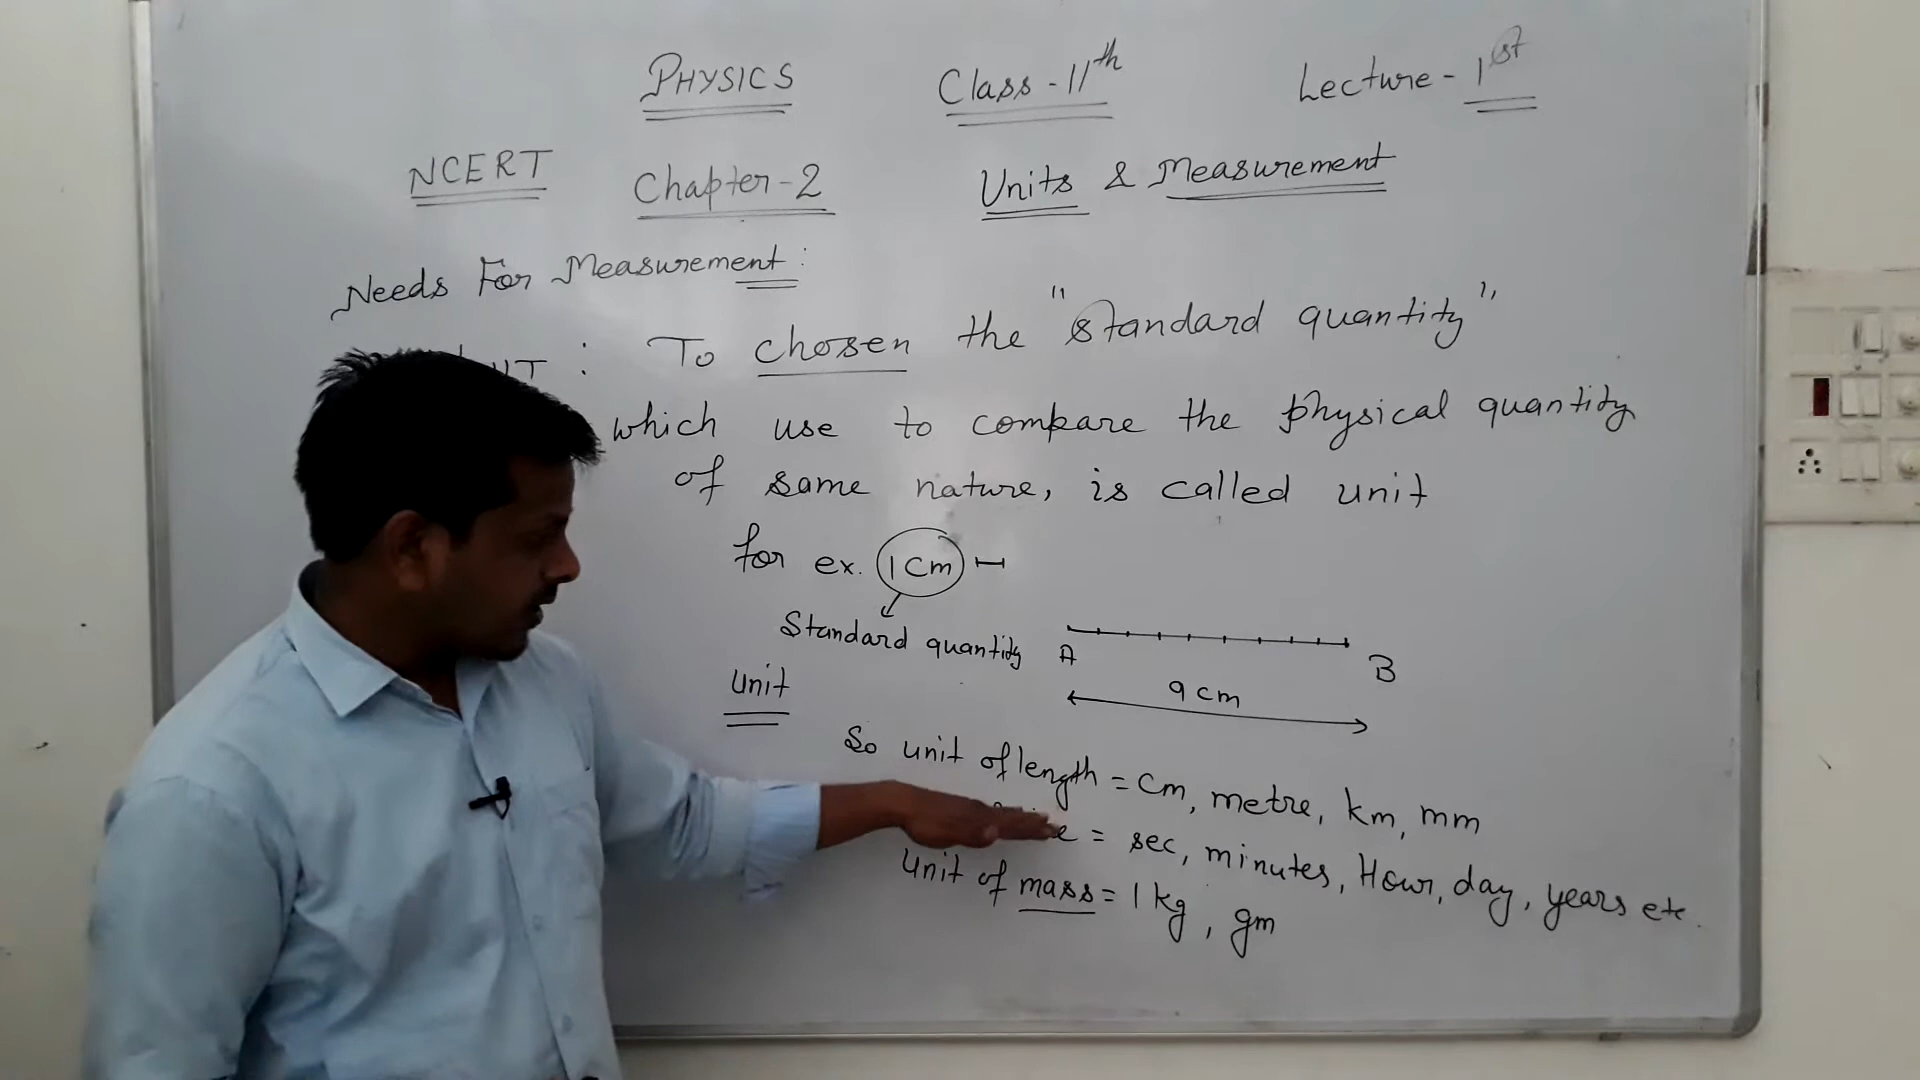 PHYSICS Class-11th Lecture-1st
NCERT Chapter-2 Units & Measurement
Needs For Measurement:
: To chosen the "standard quantity"
which use to compare the physical quantity
of same nature, is called unit
for ex. 1 Cm
Standard quantity
A B
Unit
9 cm
So unit of length = Cm, metre, km, mm
= sec, minutes, Hour, day, years etc.
Unit of mass = 1 kg, gm